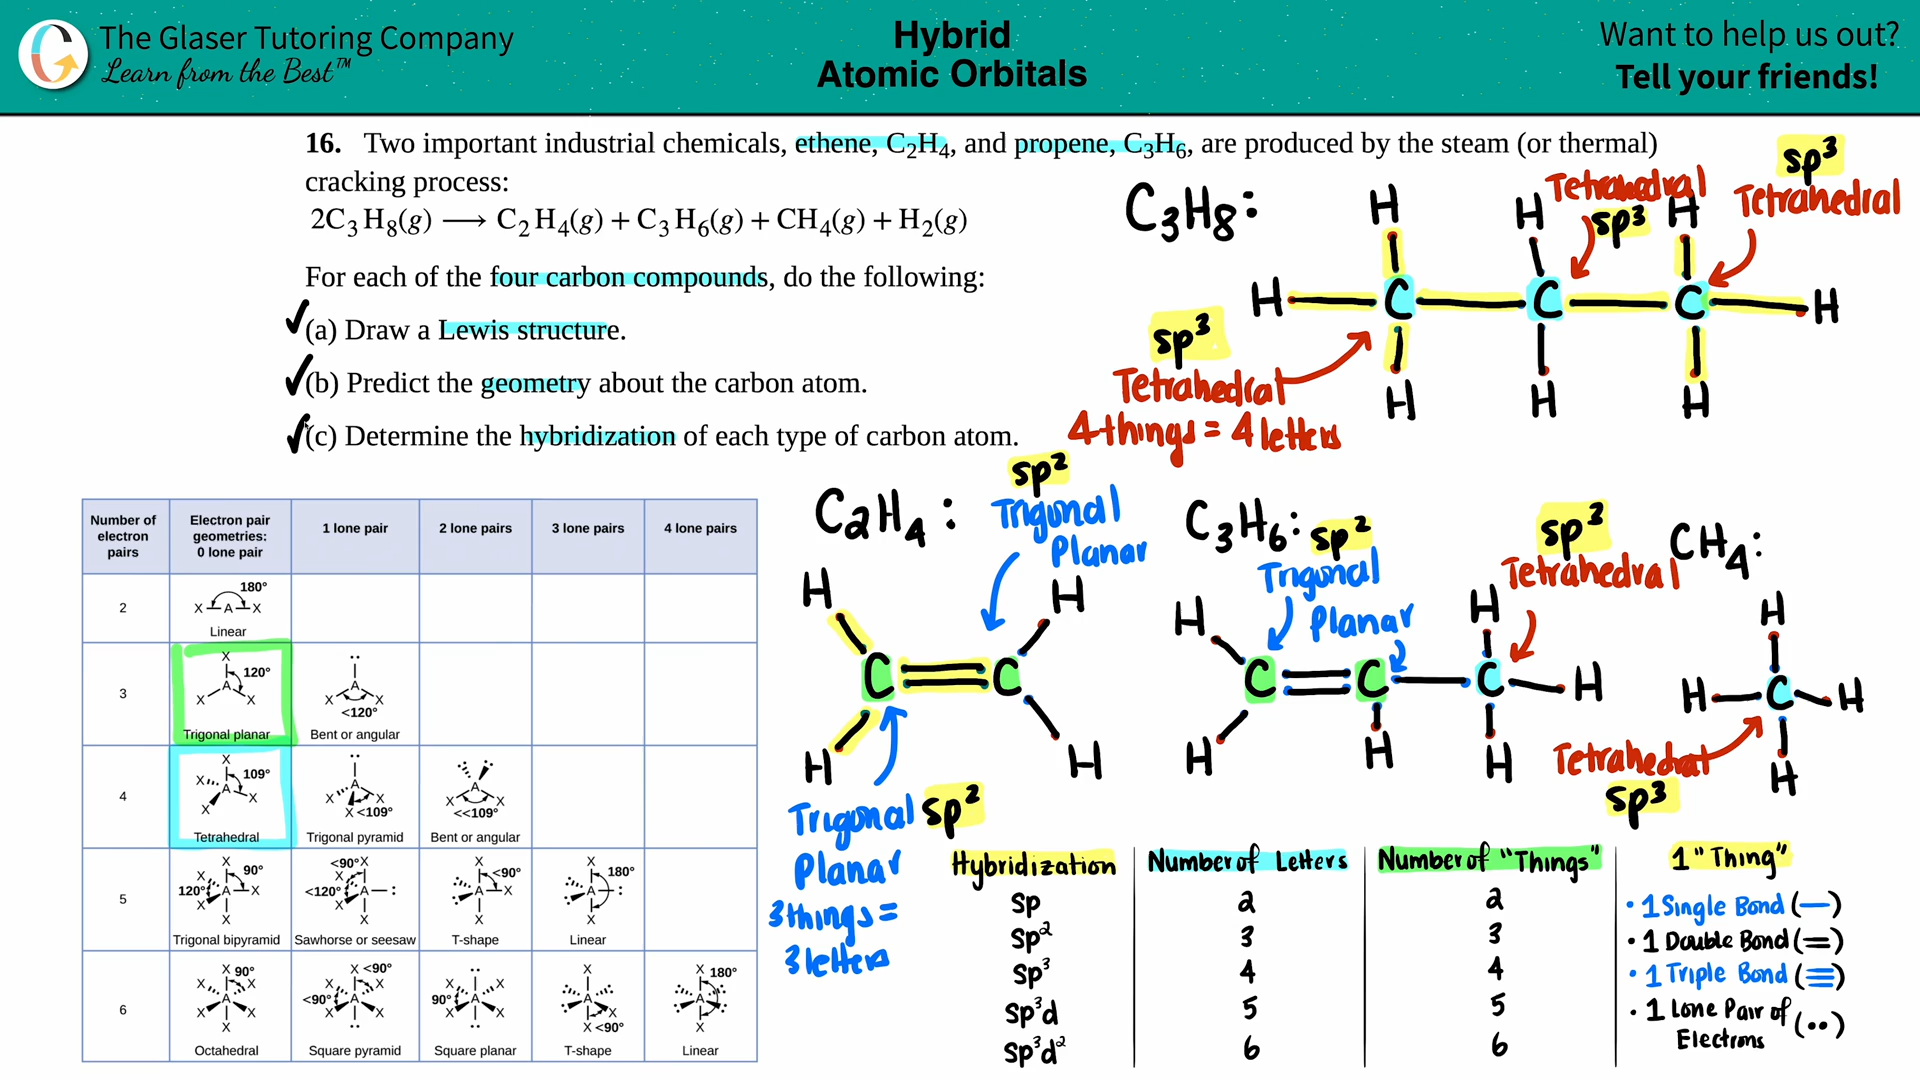 The Glaser Tutoring Company
Learn from the Best™
Hybrid
Atomic Orbitals
Want to help us out?
Tell your friends!
16. Two important industrial chemicals, ethene, C₂H₄, and propene, C₃H₆, are produced by the steam (or thermal)
cracking process:
2C₃H₈(g) ⟶ C₂H₄(g) + C₃H₆(g) + CH₄(g) + H₂(g)
For each of the four carbon compounds, do the following:
✓(a) Draw a Lewis structure.
✓(b) Predict the geometry about the carbon atom.
✓(c) Determine the hybridization of each type of carbon atom.
C₃H₈:
sp³
Tetrahedral
sp³
Tetrahedral
H H H
H C C C H
H H H
sp³
Tetrahedral
4 things = 4 letters
C₂H₄:
sp²
Trigonal
Planar
H H
C C
H H
Trigonal sp²
Planar
3 things =
3 letters
C₃H₆:
sp²
Trigonal
Planar
sp³
Tetrahedral
H H
C C C H
H H H
CH₄:
H
H C H
H
Tetrahedral
sp³
Number of electron pairs
Electron pair geometries: 0 lone pair
1 lone pair
2 lone pairs
3 lone pairs
4 lone pairs
2
180°
X A X
Linear
3
X
120°
A
X X
Trigonal planar
A
X X
<120°
Bent or angular
4
X
109°
X A
X X
Tetrahedral
A
X X
X <109°
Trigonal pyramid
A
X X
<<109°
Bent or angular
5
X
90°
X
120° A X
X
X
Trigonal bipyramid
<90° X
X
<120° A
X
X
Sawhorse or seesaw
X
<90°
A X
X
T-shape
X
180°
A
X
Linear
6
X 90°
X X
A
X X
X
Octahedral
X <90°
X X
<90° A
X X
Square pyramid
X X
90° A
X X
Square planar
X
A
X
X <90°
T-shape
X 180°
A
X
Linear
Hybridization Number of Letters Number of "Things" 1 "Thing"
sp 2 2
sp² 3 3
sp³ 4 4
sp³d 5 5
sp³d² 6 6
• 1 Single Bond (—)
• 1 Double Bond (=)
• 1 Triple Bond (≡)
• 1 Lone Pair of
Electrons (••)